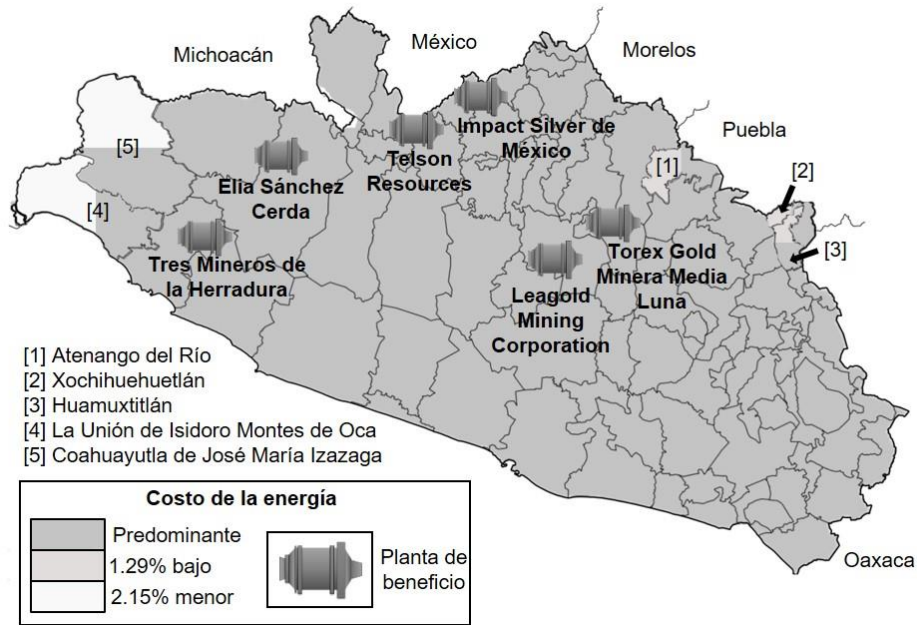 Michoacán
México
Morelos
Puebla
Impact Silver de
México
Telson
Resources
Elia Sánchez
Cerda
Tres Mineros de
la Herradura
Torex Gold
Minera Media
Luna
Leagold
Mining
Corporation
[1]
[2]
[3]
[4]
[5]
Oaxaca
[1] Atenango del Río
[2] Xochihuehuetlán
[3] Huamuxtitlán
[4] La Unión de Isidoro Montes de Oca
[5] Coahuayutla de José María Izazaga
Costo de la energía
Predominante
1.29% bajo
2.15% menor
Planta de
beneficio